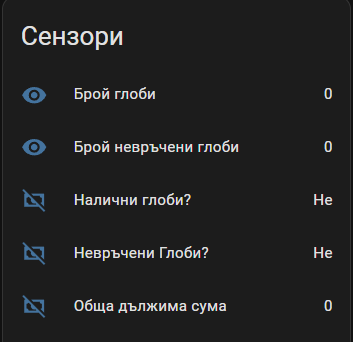 Сензори
Брой глоби 0
Брой невръчени глоби 0
Налични глоби? Не
Невръчени Глоби? Не
Обща дължима сума 0